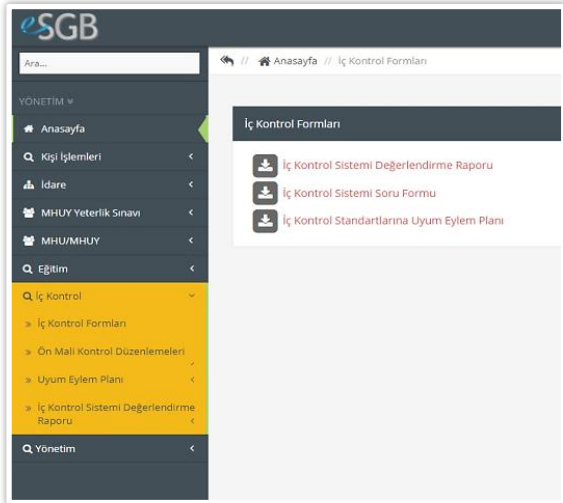 eSGB
Ara...
YÖNETİM
Anasayfa
Kişi İşlemleri
İdare
MHUY Yeterlik Sınavı
MHU/MHUY
Eğitim
İç Kontrol
İç Kontrol Formları
Ön Mali Kontrol Düzenlemeleri
Uyum Eylem Planı
İç Kontrol Sistemi Değerlendirme
Raporu
Yönetim
// Anasayfa // İç Kontrol Formları
İç Kontrol Formları
İç Kontrol Sistemi Değerlendirme Raporu
İç Kontrol Sistemi Soru Formu
İç Kontrol Standartlarına Uyum Eylem Planı